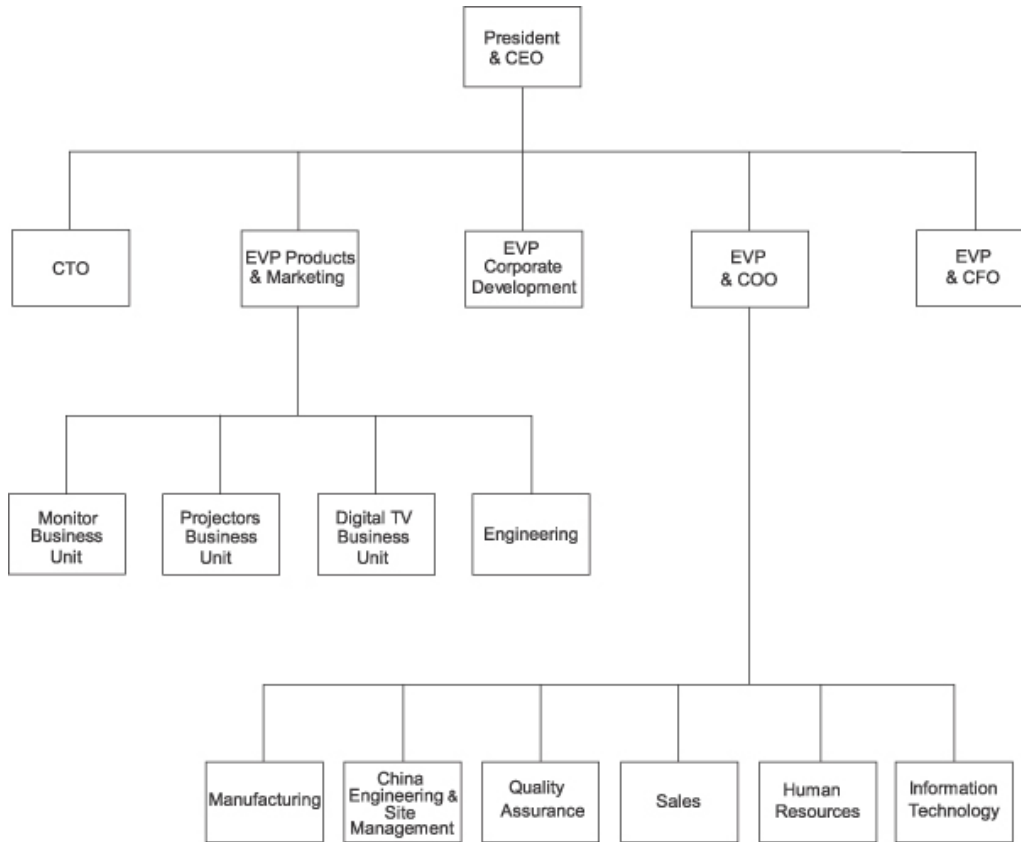 President
& CEO
CTO
EVP Products
& Marketing
EVP
Corporate
Development
EVP
& COO
EVP
& CFO
Monitor
Business
Unit
Projectors
Business
Unit
Digital TV
Business
Unit
Engineering
Manufacturing
China
Engineering &
Site
Management
Quality
Assurance
Sales
Human
Resources
Information
Technology